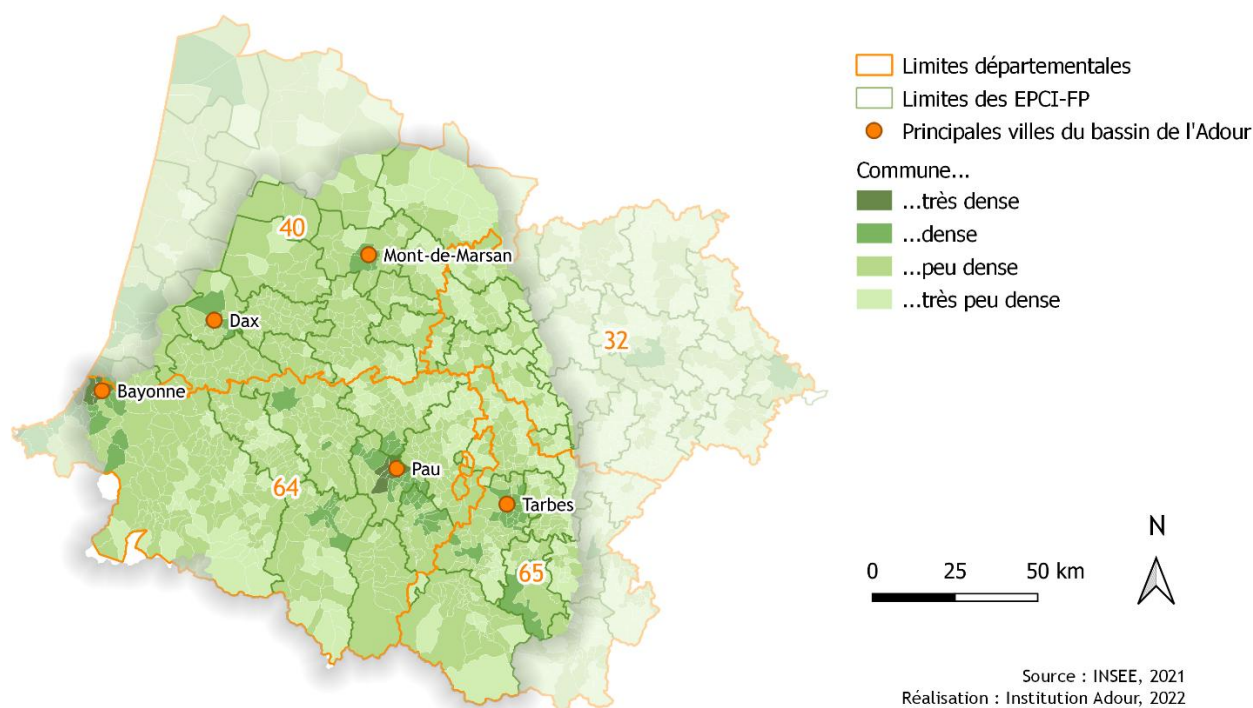 Limites départementales
Limites des EPCI-FP
Principales villes du bassin de l'Adour
Commune...
...très dense
...dense
...peu dense
...très peu dense
40
Mont-de-Marsan
Dax
32
Bayonne
Pau
64
Tarbes
65
N
0 25 50 km
Source : INSEE, 2021
Réalisation : Institution Adour, 2022